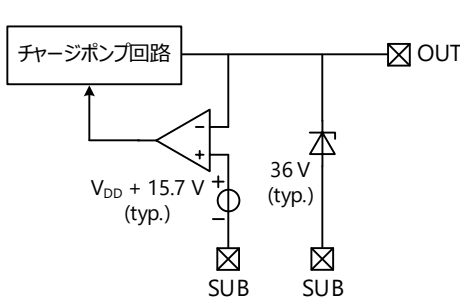 チャージポンプ回路
OUT
-
+
V_DD + 15.7 V
(typ.)
+
-
36 V
(typ.)
SUB
SUB